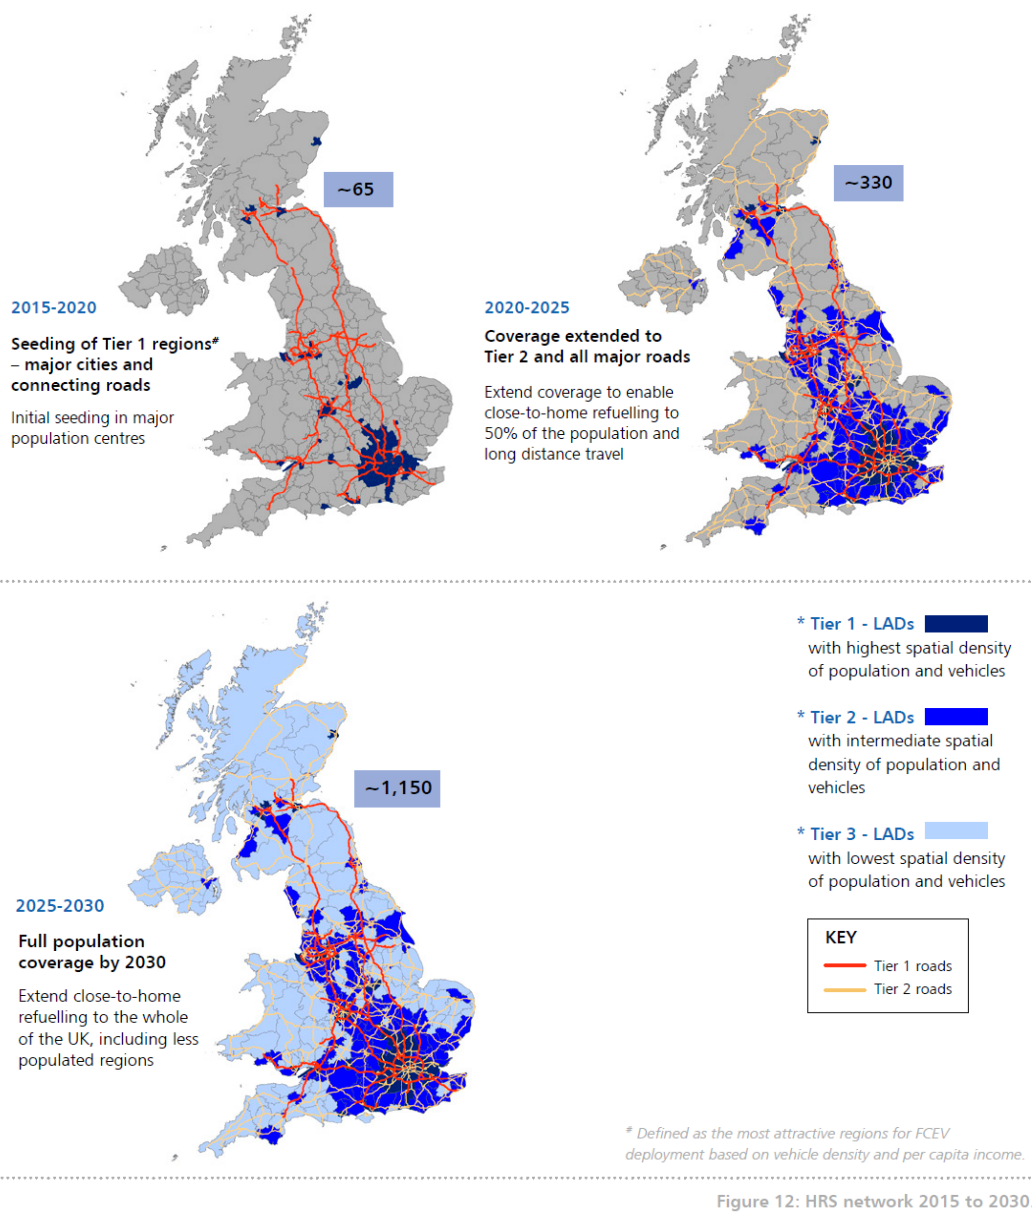 ~65
2015-2020
Seeding of Tier 1 regions#
– major cities and
connecting roads
Initial seeding in major
population centres
~330
2020-2025
Coverage extended to
Tier 2 and all major roads
Extend coverage to enable
close-to-home refuelling to
50% of the population and
long distance travel
~1,150
2025-2030
Full population
coverage by 2030
Extend close-to-home
refuelling to the whole
of the UK, including less
populated regions
* Tier 1 - LADs
with highest spatial density
of population and vehicles
* Tier 2 - LADs
with intermediate spatial
density of population and
vehicles
* Tier 3 - LADs
with lowest spatial density
of population and vehicles
KEY
Tier 1 roads
Tier 2 roads
# Defined as the most attractive regions for FCEV
deployment based on vehicle density and per capita income.
Figure 12: HRS network 2015 to 2030